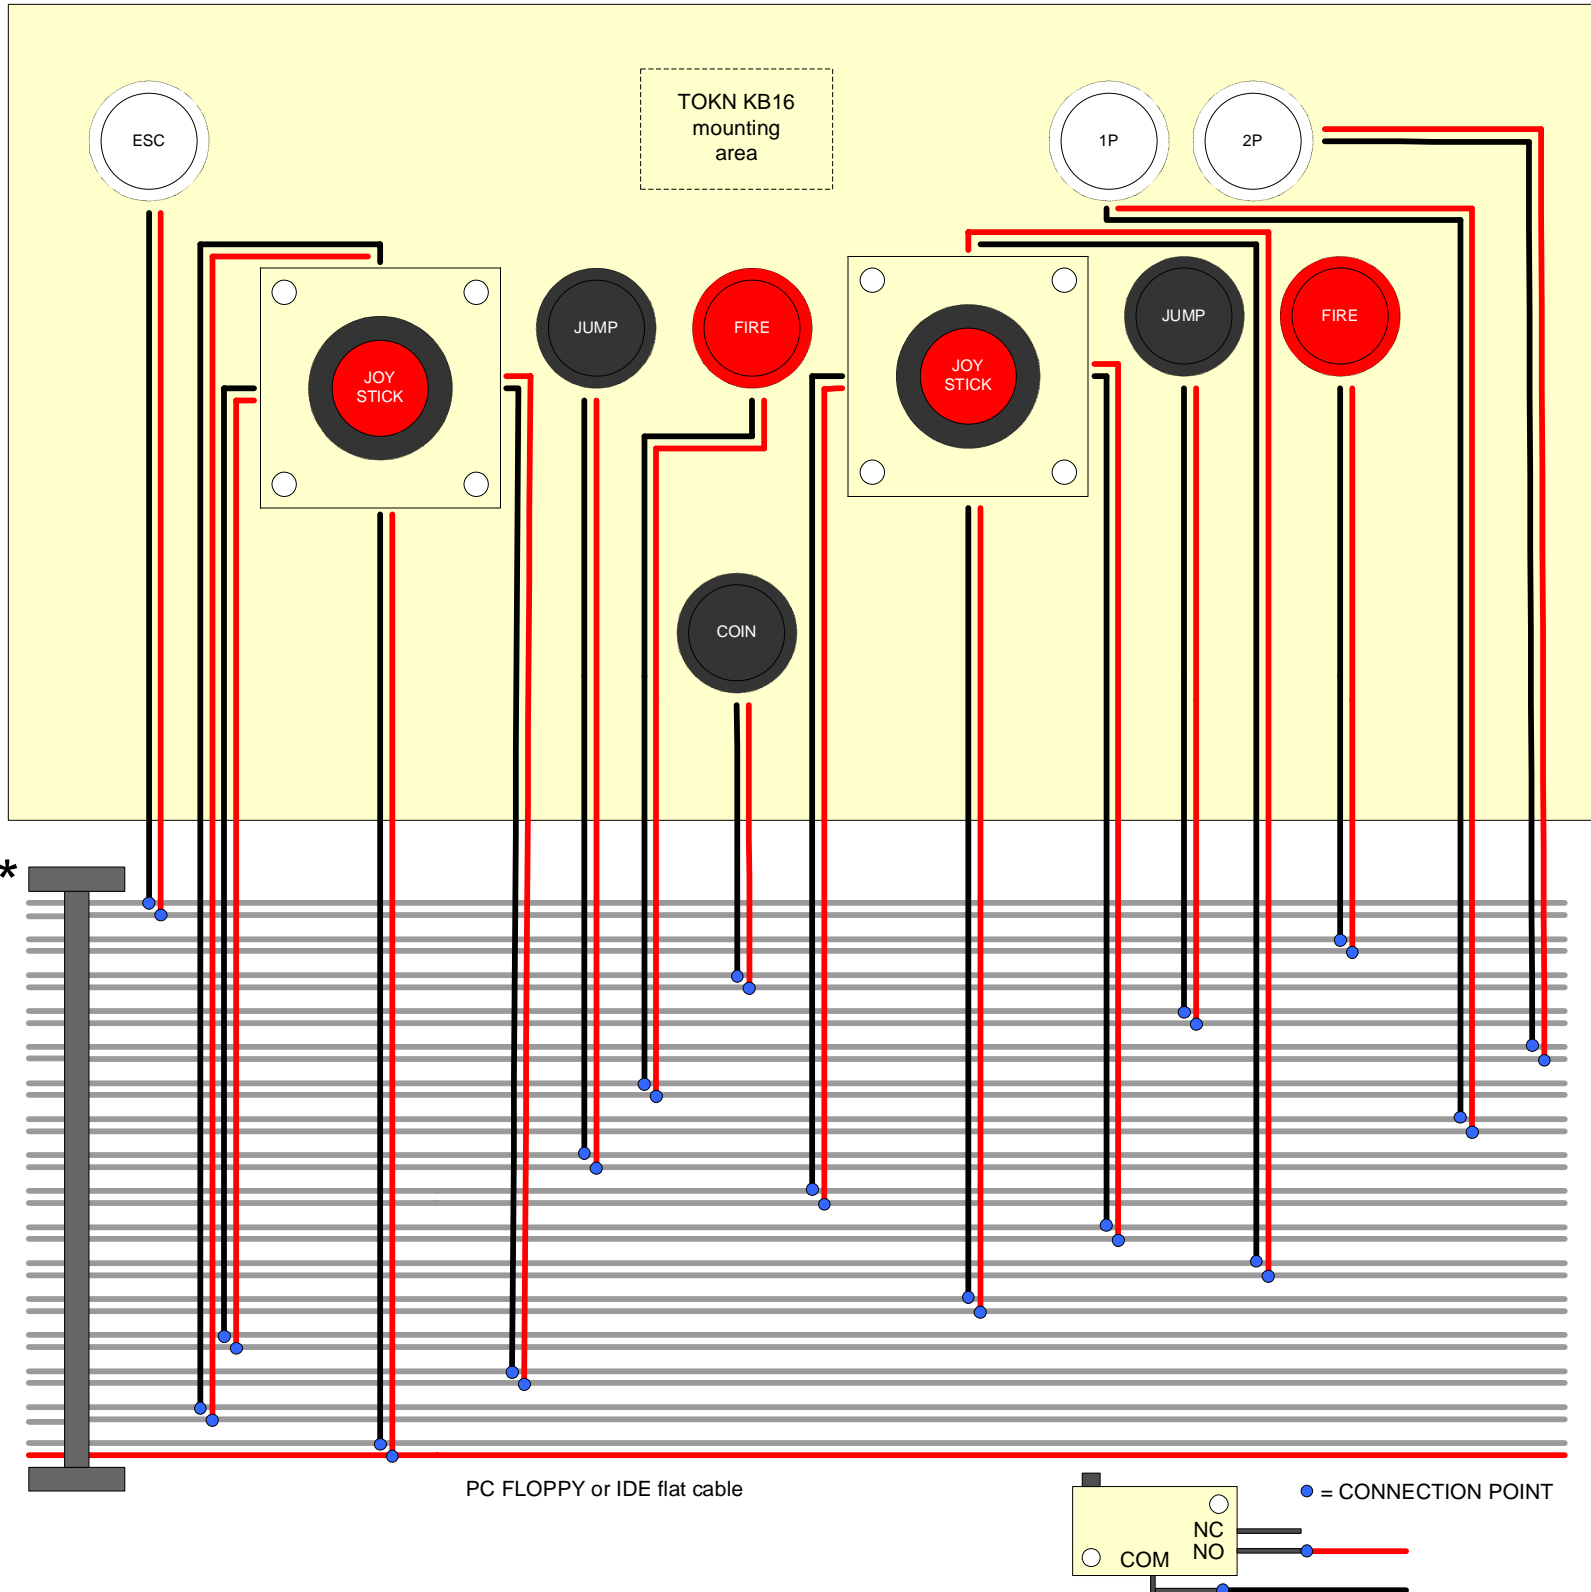 TOKN KB16
mounting
area
ESC
1P
2P
JUMP
FIRE
JUMP
FIRE
JOY
STICK
JOY
STICK
COIN
*
PC FLOPPY or IDE flat cable
= CONNECTION POINT
NC
NO
COM